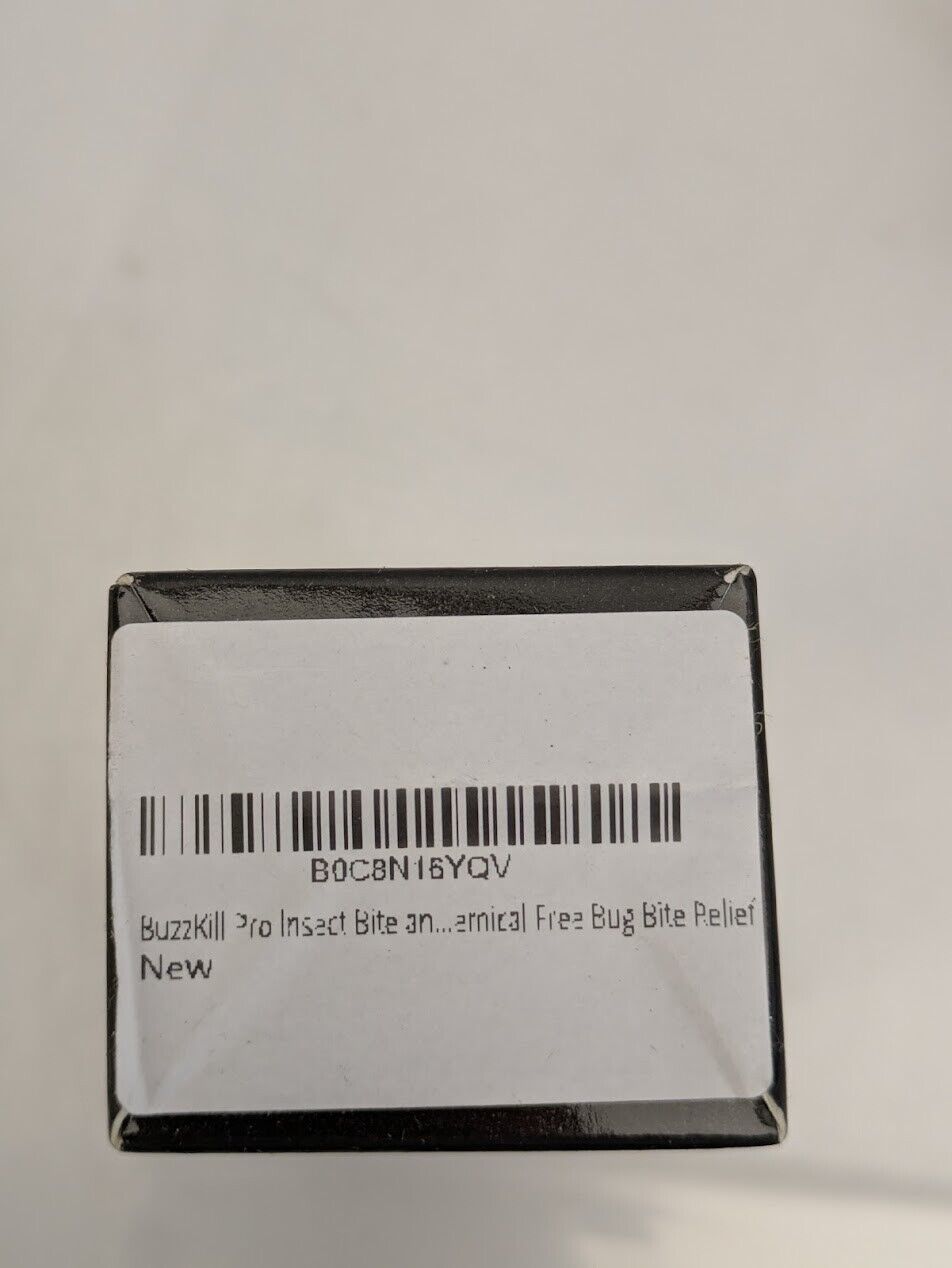 B0C8N16YQV
BuzzKill Pro Insect Bite an...emical Free Bug Bite Relief
New